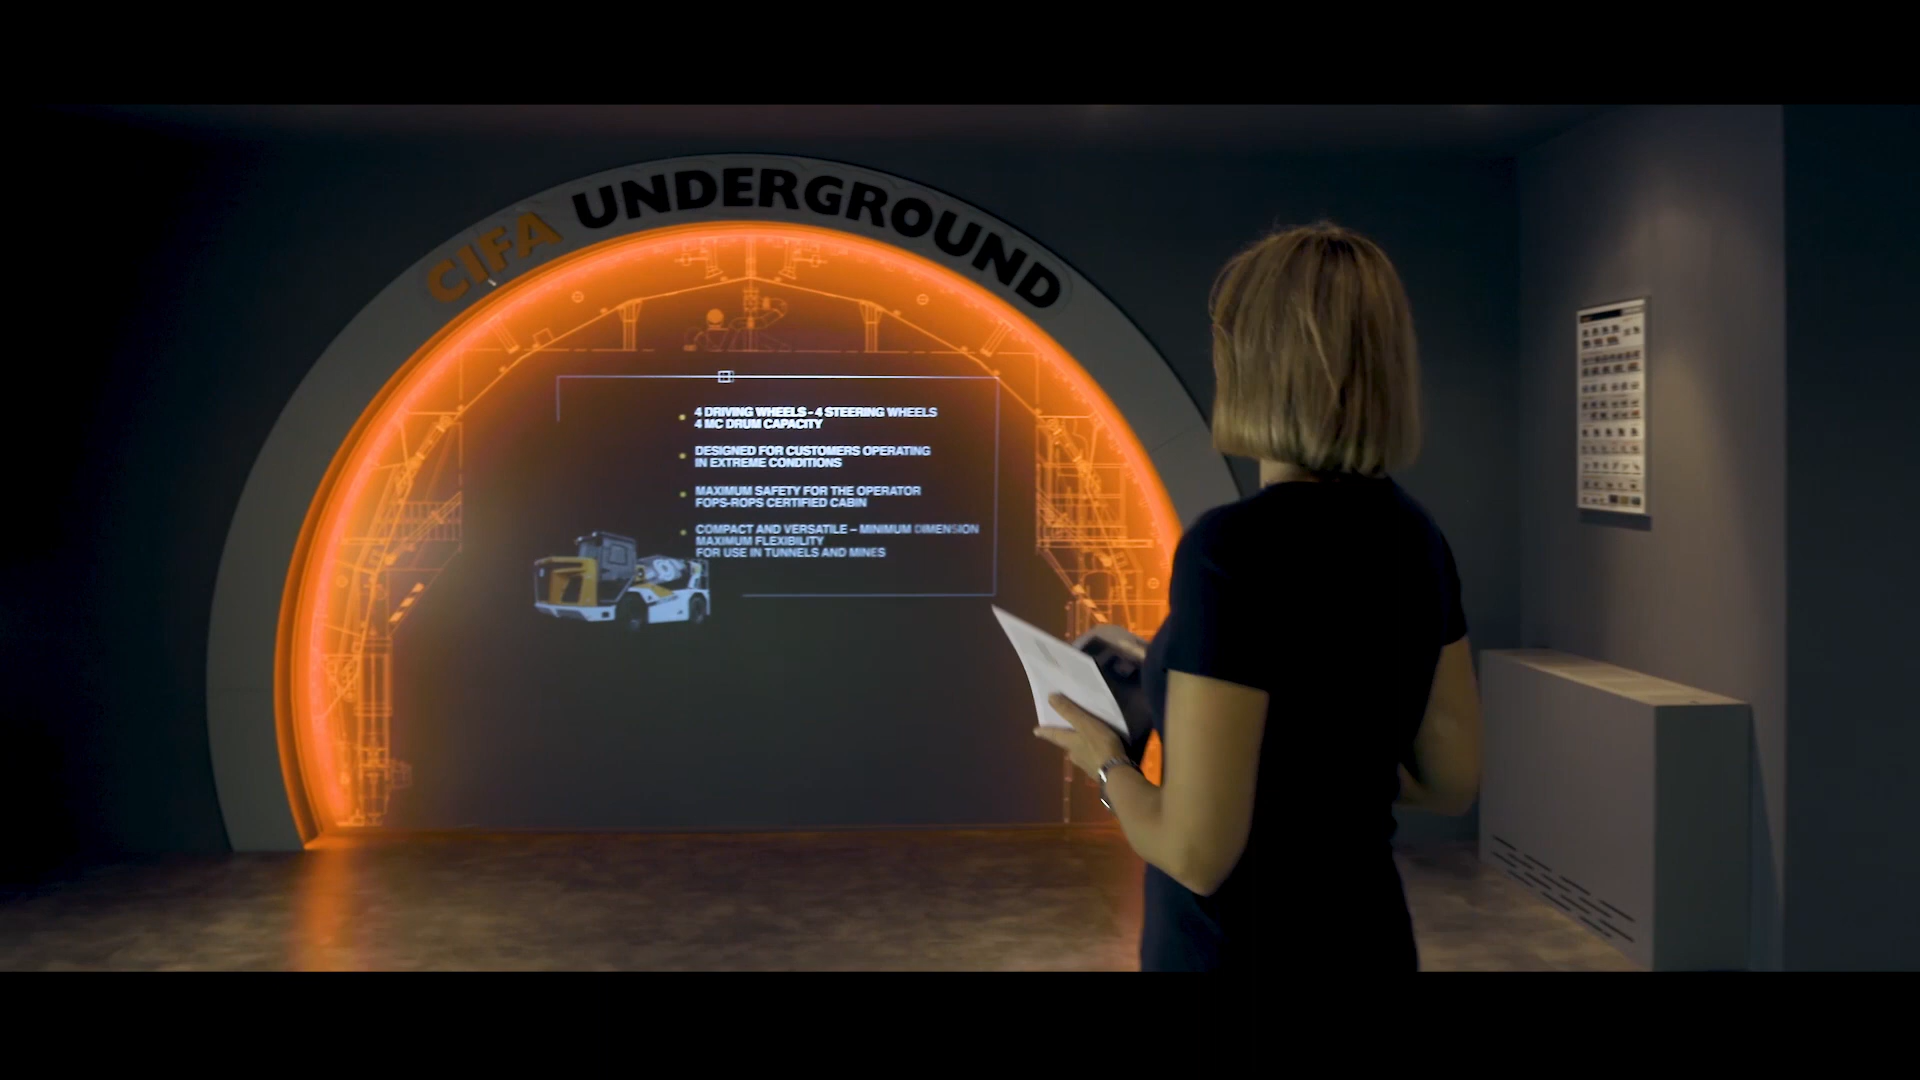 CIFA UNDERGROUND
4 DRIVING WHEELS - 4 STEERING WHEELS
4 MC DRUM CAPACITY
DESIGNED FOR CUSTOMERS OPERATING
IN EXTREME CONDITIONS
MAXIMUM SAFETY FOR THE OPERATOR
FOPS-ROPS CERTIFIED CABIN
COMPACT AND VERSATILE – MINIMUM DIMENSION
MAXIMUM FLEXIBILITY
FOR USE IN TUNNELS AND MINES